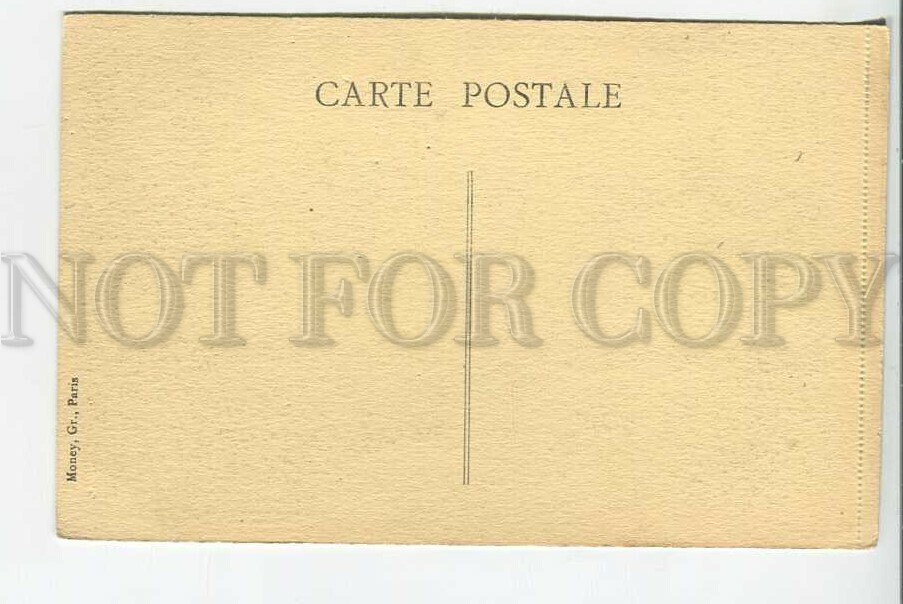 CARTE POSTALE
NOT FOR COPY
Money, Gr., Paris